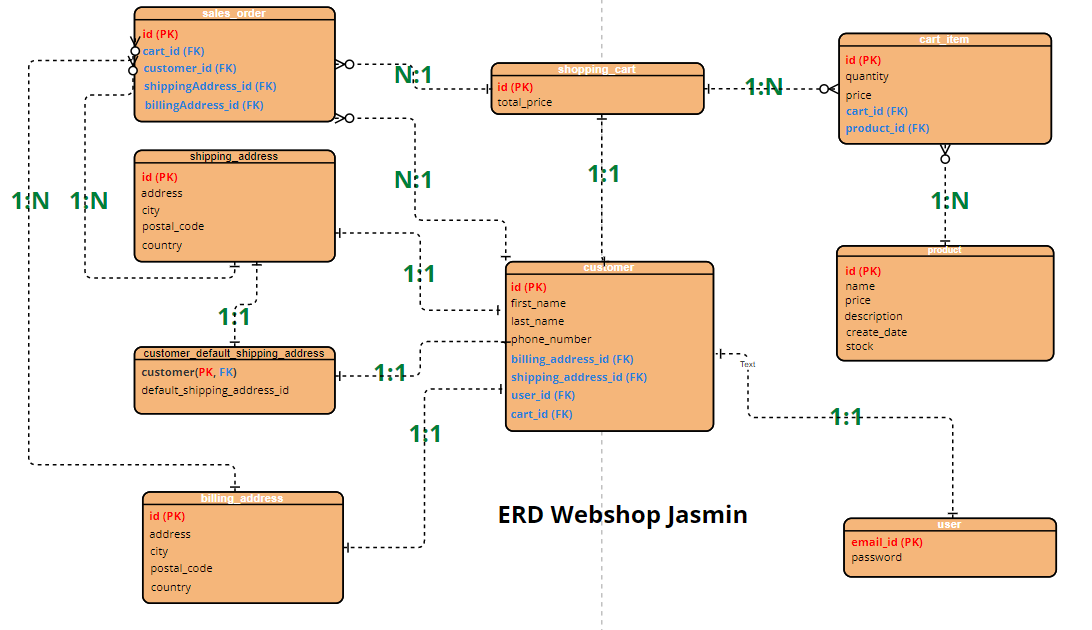 sales_order
id (PK)
cart_id (FK)
customer_id (FK)
shippingAddress_id (FK)
billingAddress_id (FK)
N:1
shopping_cart
id (PK)
total_price
1:N
cart_item
id (PK)
quantity
price
cart_id (FK)
product_id (FK)
1:N
1:N
shipping_address
id (PK)
address
city
postal_code
country
N:1
1:1
1:N
product
id (PK)
name
price
description
create_date
stock
1:1
1:1
customer
id (PK)
first_name
last_name
phone_number
billing_address_id (FK)
shipping_address_id (FK)
user_id (FK)
cart_id (FK)
customer_default_shipping_address
customer(PK, FK)
default_shipping_address_id
1:1
Text
1:1
1:1
billing_address
id (PK)
address
city
postal_code
country
ERD Webshop Jasmin
user
email_id (PK)
password